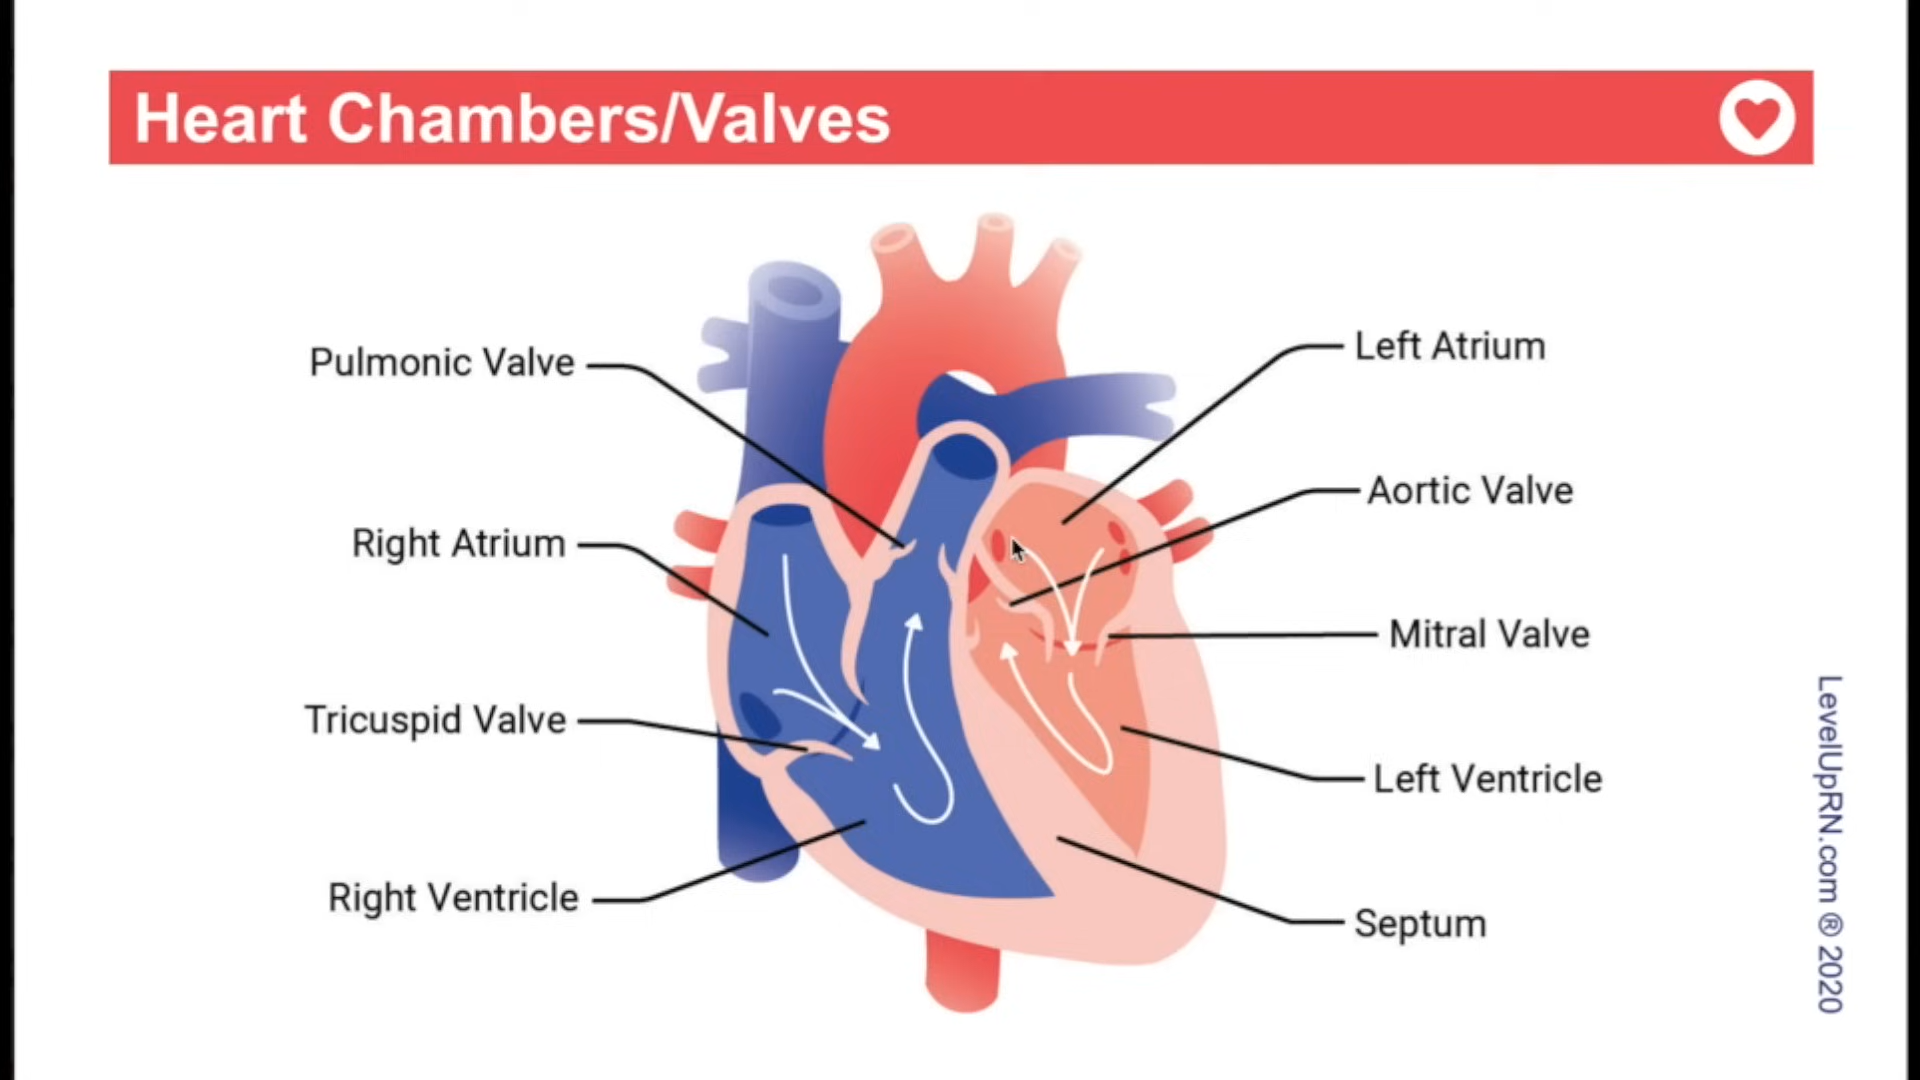 Heart Chambers/Valves
Pulmonic Valve
Right Atrium
Tricuspid Valve
Right Ventricle
Left Atrium
Aortic Valve
Mitral Valve
Left Ventricle
Septum
LevelUpRN.com ® 2020